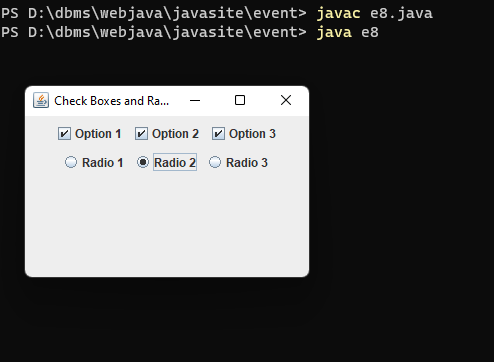 PS D:\dbms\webjava\javasite\event> javac e8.java
PS D:\dbms\webjava\javasite\event> java e8
Check Boxes and Ra...
Option 1 Option 2 Option 3
Radio 1 Radio 2 Radio 3